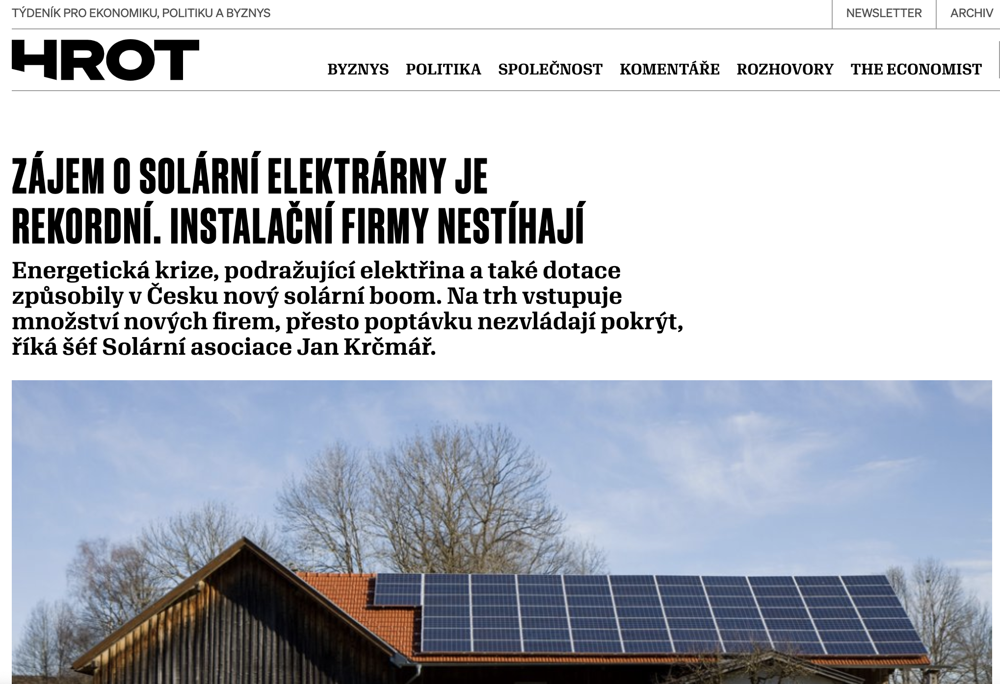 TÝDENÍK PRO EKONOMIKU, POLITIKU A BYZNYS
NEWSLETTER
ARCHIV
HROT
BYZNYS POLITIKA SPOLEČNOST KOMENTÁŘE ROZHOVORY THE ECONOMIST
ZÁJEM O SOLÁRNÍ ELEKTRÁRNY JE
REKORDNÍ. INSTALAČNÍ FIRMY NESTÍHAJÍ
Energetická krize, podražující elektřina a také dotace
způsobily v Česku nový solární boom. Na trh vstupuje
množství nových firem, přesto poptávku nezvládají pokrýt,
říká šéf Solární asociace Jan Krčmář.